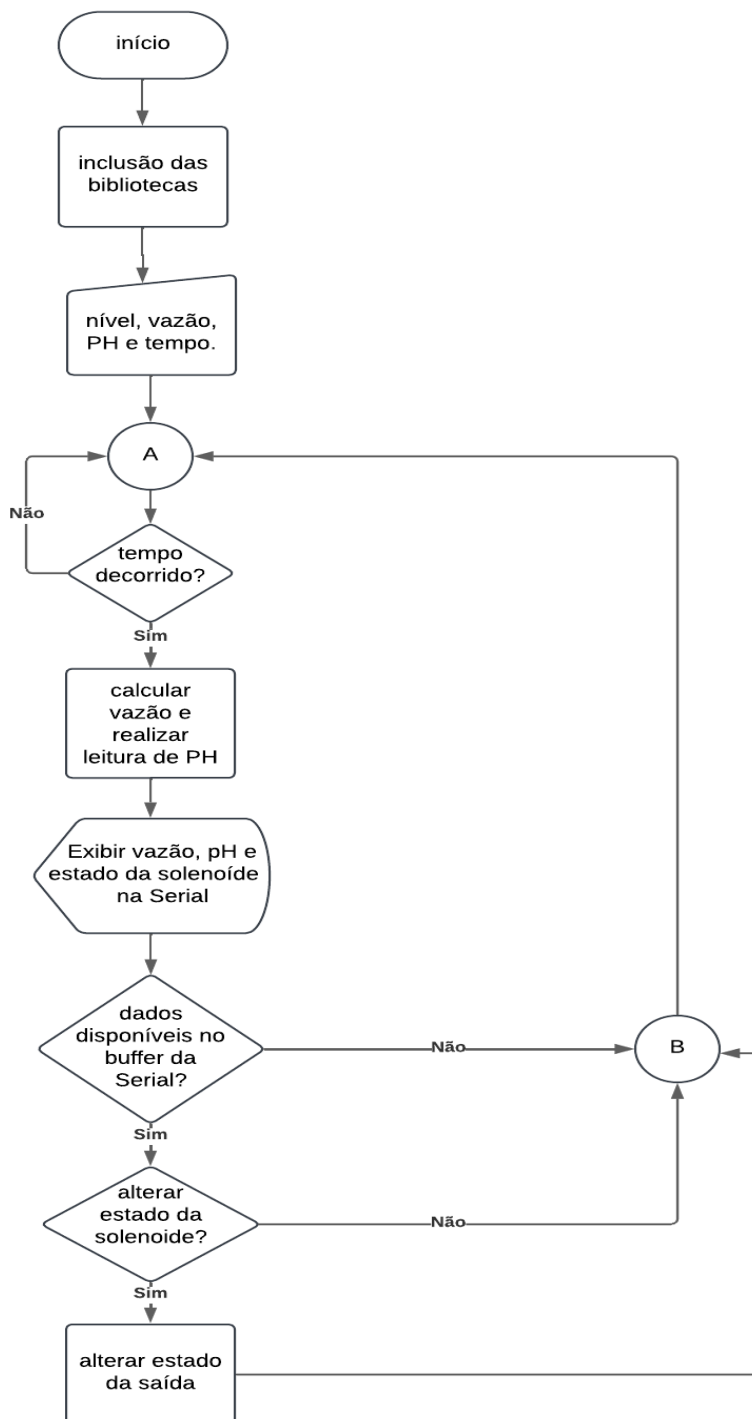 início
inclusão das
bibliotecas
nível, vazão,
PH e tempo.
A
Não
tempo
decorrido?
Sim
calcular
vazão e
realizar
leitura de PH
Exibir vazão, pH e
estado da solenoíde
na Serial
dados
disponíveis no
buffer da
Serial?
Não
B
Sim
alterar
estado da
solenoide?
Não
Sim
alterar estado
da saída